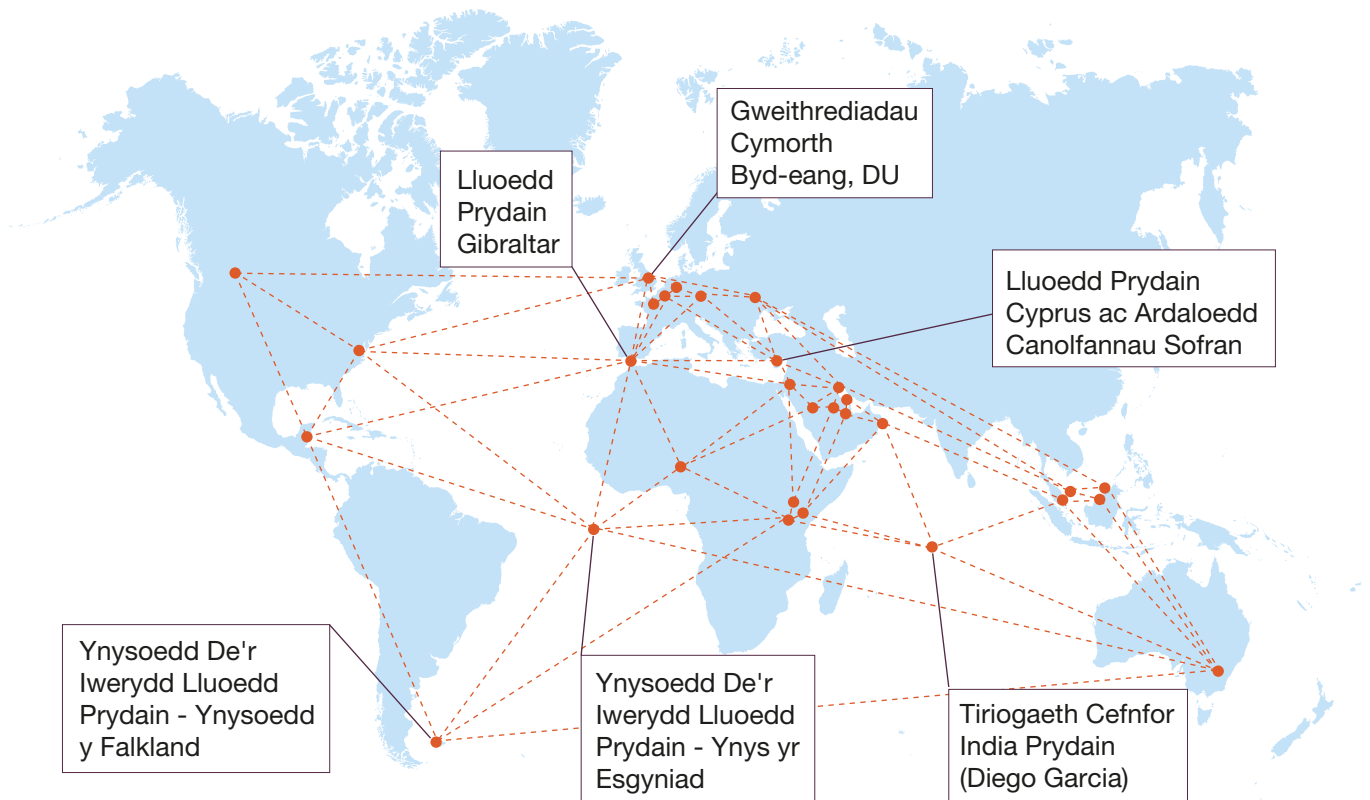 Gweithrediadau
Cymorth
Byd-eang, DU
Lluoedd
Prydain
Gibraltar
Lluoedd Prydain
Cyprus ac Ardaloedd
Canolfannau Sofran
Ynysoedd De'r
Iwerydd Lluoedd
Prydain - Ynysoedd
y Falkland
Ynysoedd De'r
Iwerydd Lluoedd
Prydain - Ynys yr
Esgyniad
Tiriogaeth Cefnfor
India Prydain
(Diego Garcia)